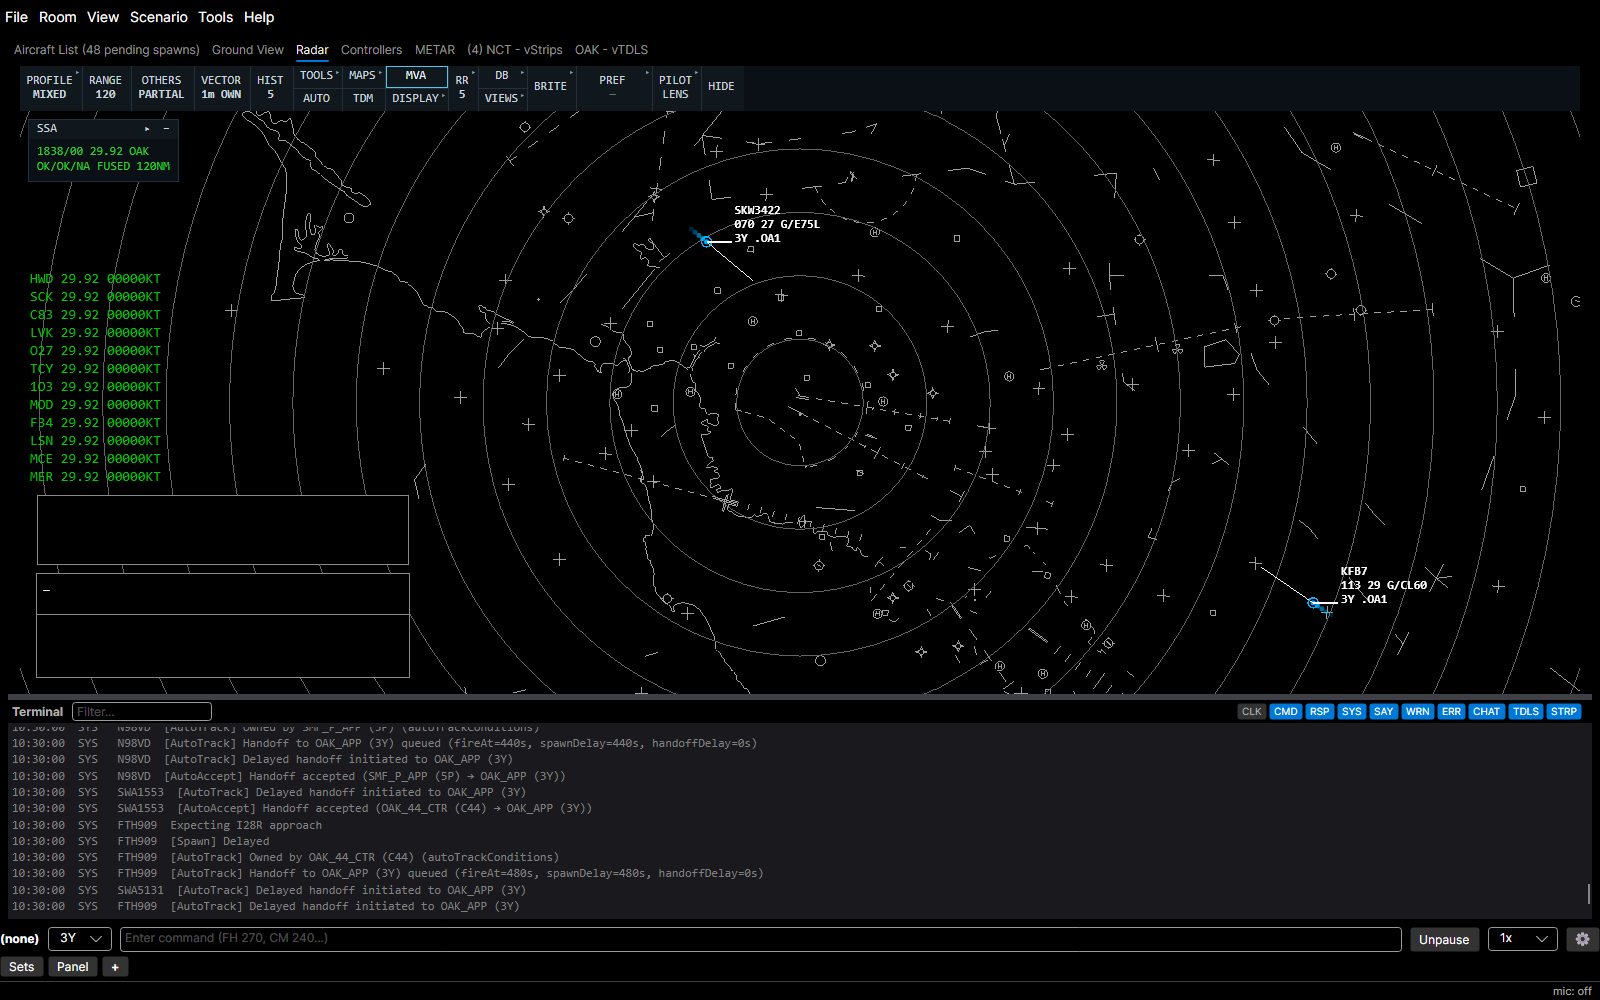 File Room View Scenario Tools Help
Aircraft List (48 pending spawns) Ground View Radar Controllers METAR (4) NCT - vStrips OAK - vTDLS
PROFILE MIXED
RANGE 120
OTHERS PARTIAL
VECTOR 1m OWN
HIST 5
TOOLS AUTO
MAPS TDM
MVA DISPLAY
RR 5
DB VIEWS
BRITE
PREF —
PILOT LENS
HIDE
SSA
1838/00 29.92 OAK
OK/OK/NA FUSED 120NM
SKW3422
070 27 G/E75L
3Y .OA1
HWD 29.92 00000KT
SCK 29.92 00000KT
C83 29.92 00000KT
LVK 29.92 00000KT
O27 29.92 00000KT
TCY 29.92 00000KT
1O3 29.92 00000KT
MOD 29.92 00000KT
F34 29.92 00000KT
LSN 29.92 00000KT
MCE 29.92 00000KT
MER 29.92 00000KT
KFB7
113 29 G/CL60
3Y .OA1
Terminal Filter... CLK CMD RSP SYS SAY WRN ERR CHAT TDLS STRP
10:30:00 SYS N98VD [AutoTrack] Owned by SMF_P_APP (5P) (autoTrackConditions)
10:30:00 SYS N98VD [AutoTrack] Handoff to OAK_APP (3Y) queued (fireAt=440s, spawnDelay=440s, handoffDelay=0s)
10:30:00 SYS N98VD [AutoTrack] Delayed handoff initiated to OAK_APP (3Y)
10:30:00 SYS N98VD [AutoAccept] Handoff accepted (SMF_P_APP (5P) → OAK_APP (3Y))
10:30:00 SYS SWA1553 [AutoTrack] Delayed handoff initiated to OAK_APP (3Y)
10:30:00 SYS SWA1553 [AutoAccept] Handoff accepted (OAK_44_CTR (C44) → OAK_APP (3Y))
10:30:00 SYS FTH909 Expecting I28R approach
10:30:00 SYS FTH909 [Spawn] Delayed
10:30:00 SYS FTH909 [AutoTrack] Owned by OAK_44_CTR (C44) (autoTrackConditions)
10:30:00 SYS FTH909 [AutoTrack] Handoff to OAK_APP (3Y) queued (fireAt=480s, spawnDelay=480s, handoffDelay=0s)
10:30:00 SYS SWA5131 [AutoTrack] Delayed handoff initiated to OAK_APP (3Y)
10:30:00 SYS FTH909 [AutoTrack] Delayed handoff initiated to OAK_APP (3Y)
(none) 3Y Enter command (FH 270, CM 240...) Unpause 1x
Sets Panel +
mic: off